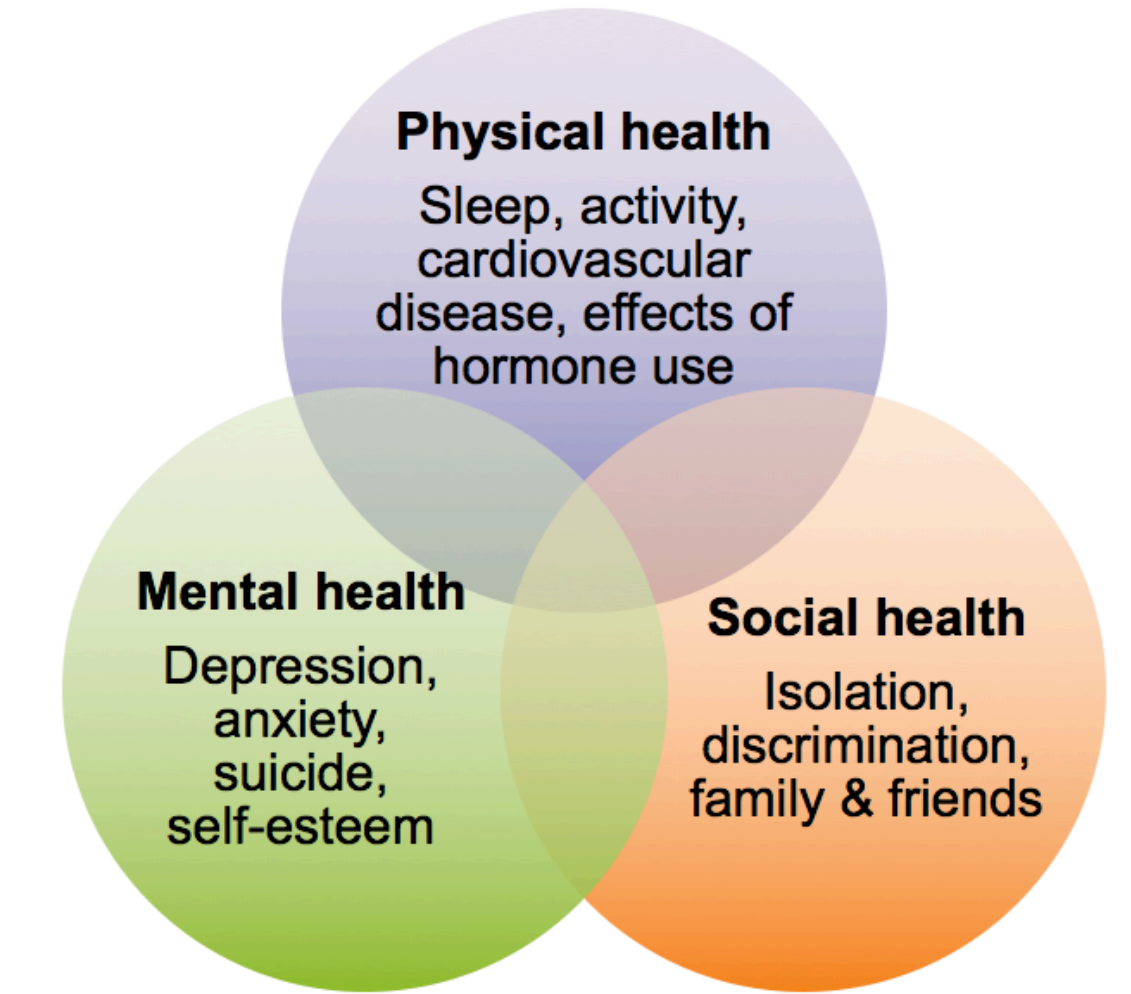 Physical health
Sleep, activity,
cardiovascular
disease, effects of
hormone use
Mental health
Depression,
anxiety,
suicide,
self-esteem
Social health
Isolation,
discrimination,
family & friends